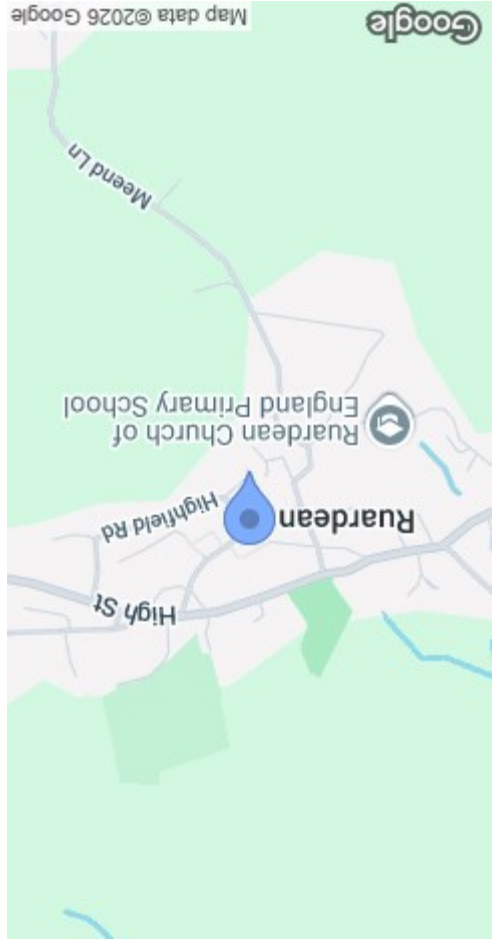 High St
Highfield Rd
Ruardean
Ruardean Church of
England Primary School
Meend Ln
Google
Map data ©2026 Google